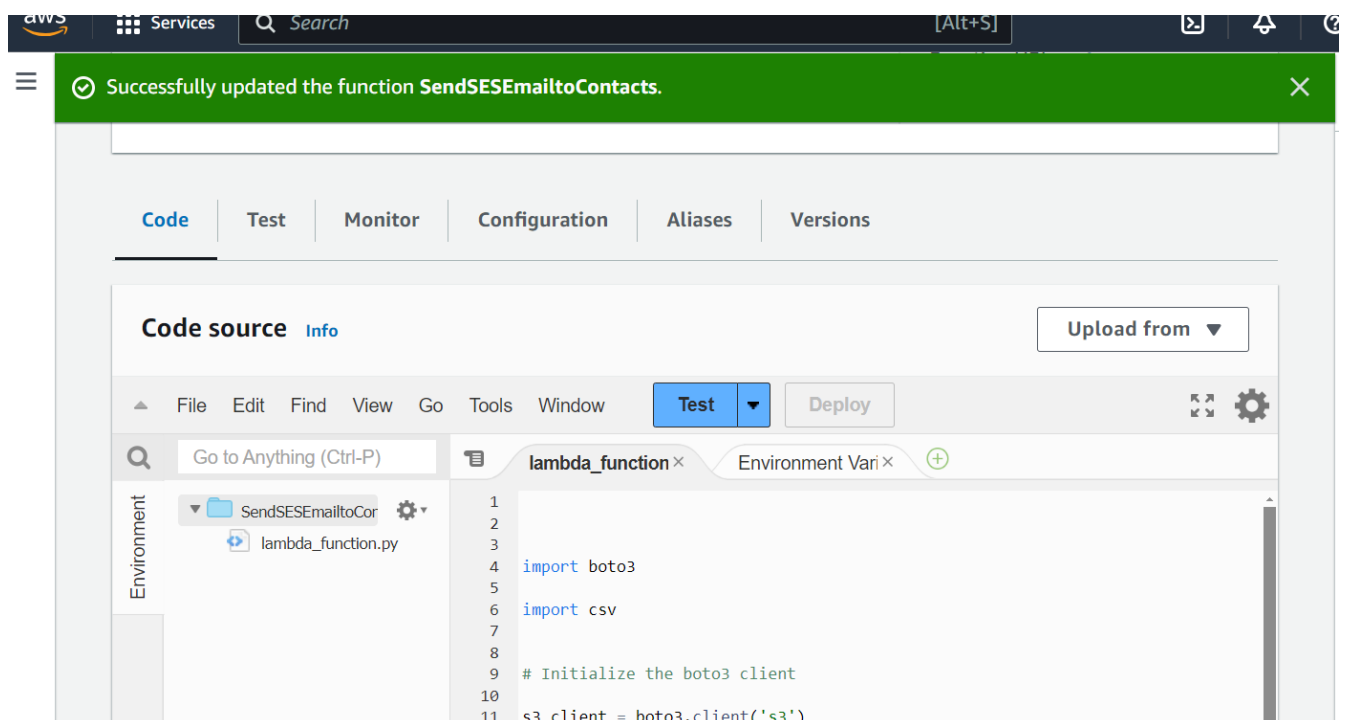 aws Services Search [Alt+S]
Successfully updated the function SendSESEmailtoContacts.
Code Test Monitor Configuration Aliases Versions
Code source Info Upload from
File Edit Find View Go Tools Window Test Deploy
Go to Anything (Ctrl-P) lambda_function × Environment Vari ×
Environment
SendSESEmailtoCor
lambda_function.py
1
2
3
4 import boto3
5
6 import csv
7
8
9 # Initialize the boto3 client
10
11 s3_client = boto3.client('s3')